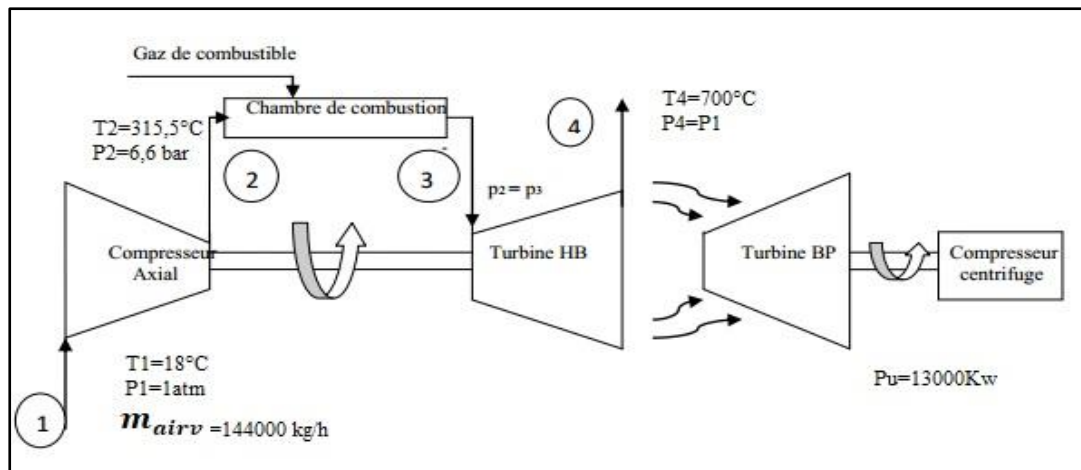 Gaz de combustible
Chambre de combustion
T2=315,5°C
P2=6,6 bar
2
3
4
T4=700°C
P4=P1
p2 = p3
Compresseur
Axial
Turbine HB
Turbine BP
Compresseur
centrifuge
T1=18°C
P1=1atm
m airv =144000 kg/h
1
Pu=13000Kw